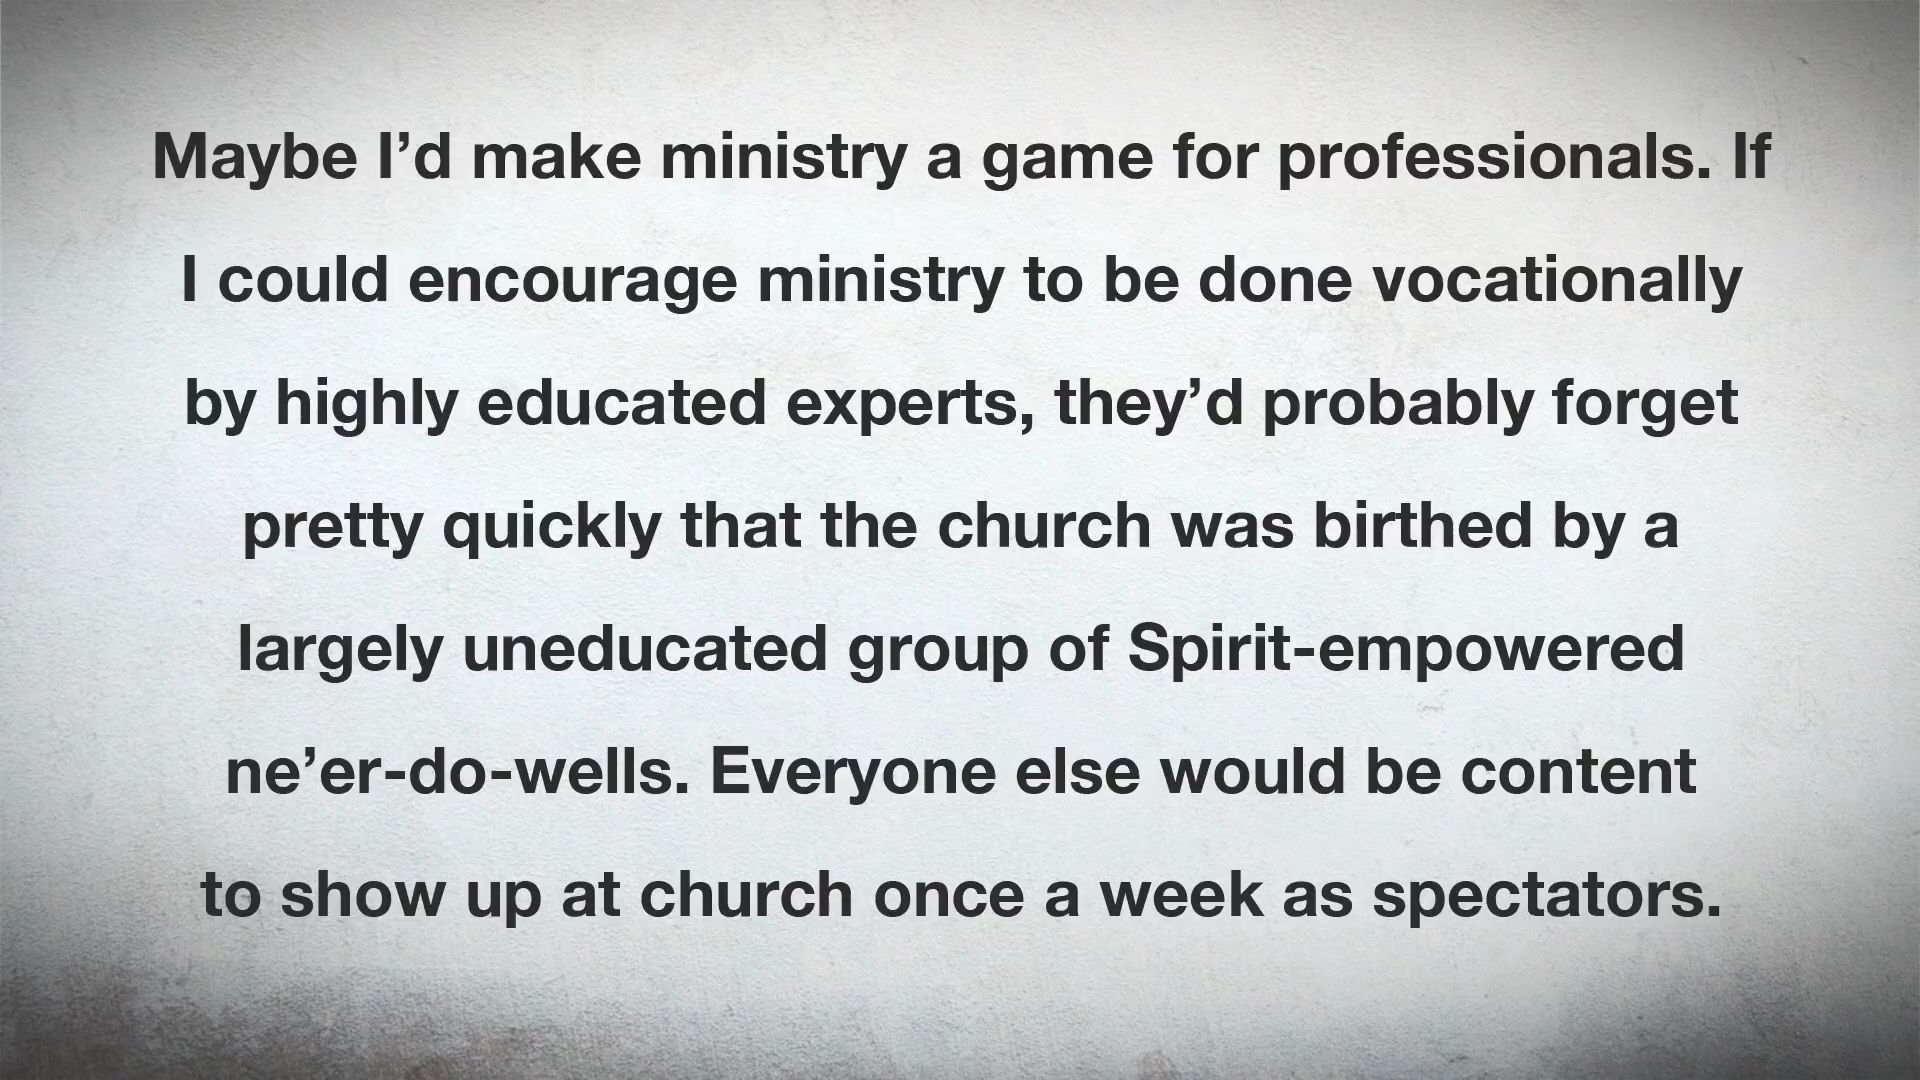 Maybe I’d make ministry a game for professionals. If
I could encourage ministry to be done vocationally
by highly educated experts, they’d probably forget
pretty quickly that the church was birthed by a
largely uneducated group of Spirit-empowered
ne’er-do-wells. Everyone else would be content
to show up at church once a week as spectators.